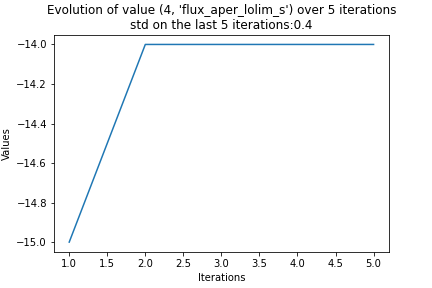 Evolution of value (4, 'flux_aper_lolim_s') over 5 iterations
std on the last 5 iterations:0.4
−14.0
−14.2
−14.4
−14.6
−14.8
−15.0
Values
1.0 1.5 2.0 2.5 3.0 3.5 4.0 4.5 5.0
Iterations